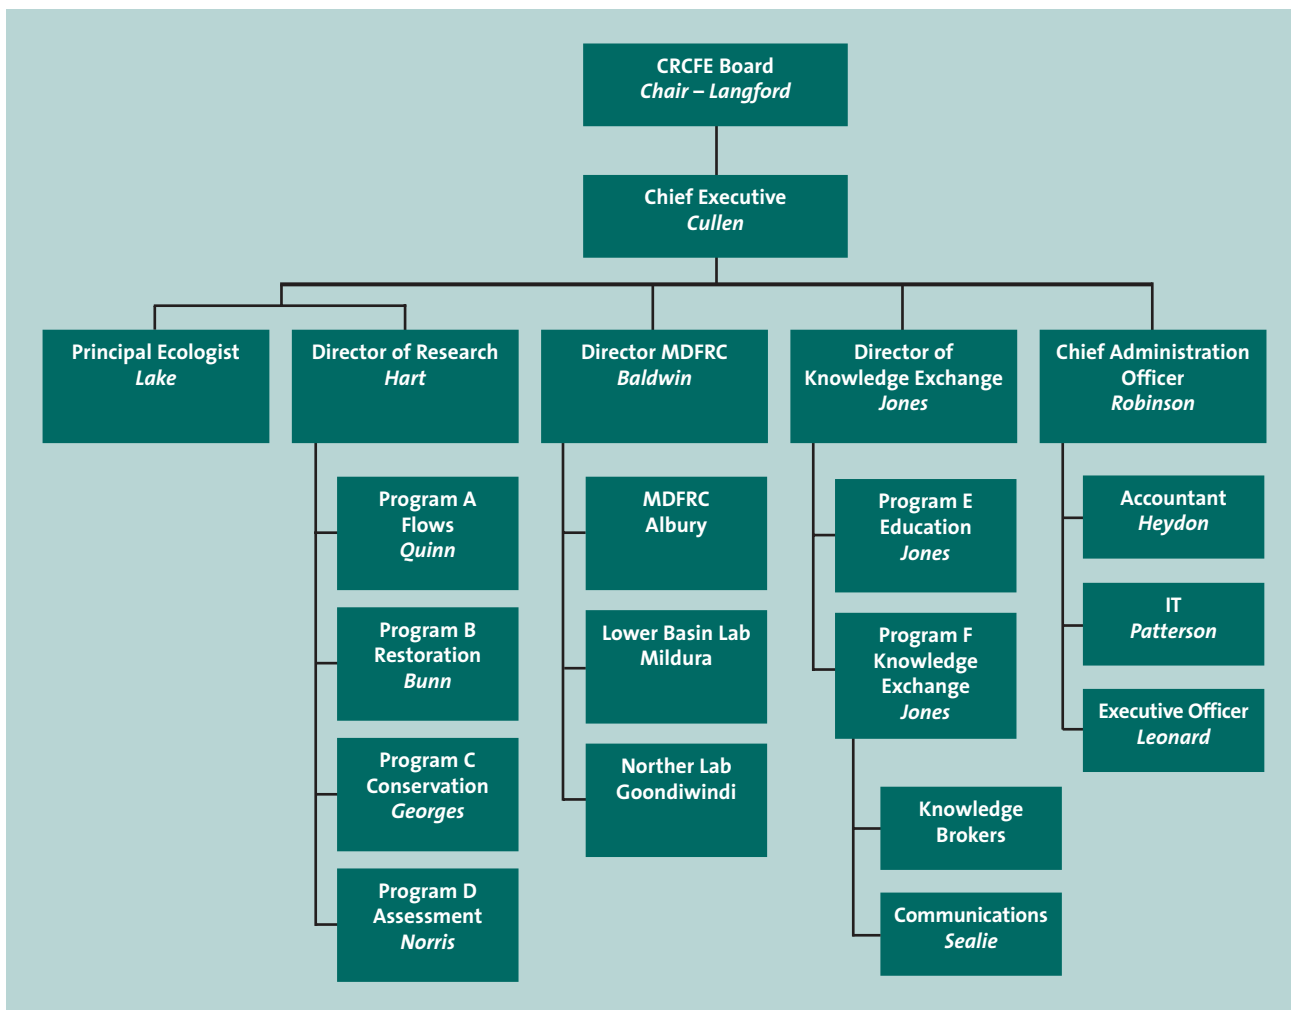 CRCFE Board
Chair – Langford
Chief Executive
Cullen
Principal Ecologist
Lake
Director of Research
Hart
Director MDFRC
Baldwin
Director of
Knowledge Exchange
Jones
Chief Administration
Officer
Robinson
Program A
Flows
Quinn
Program B
Restoration
Bunn
Program C
Conservation
Georges
Program D
Assessment
Norris
MDFRC
Albury
Lower Basin Lab
Mildura
Norther Lab
Goondiwindi
Program E
Education
Jones
Program F
Knowledge
Exchange
Jones
Knowledge
Brokers
Communications
Sealie
Accountant
Heydon
IT
Patterson
Executive Officer
Leonard